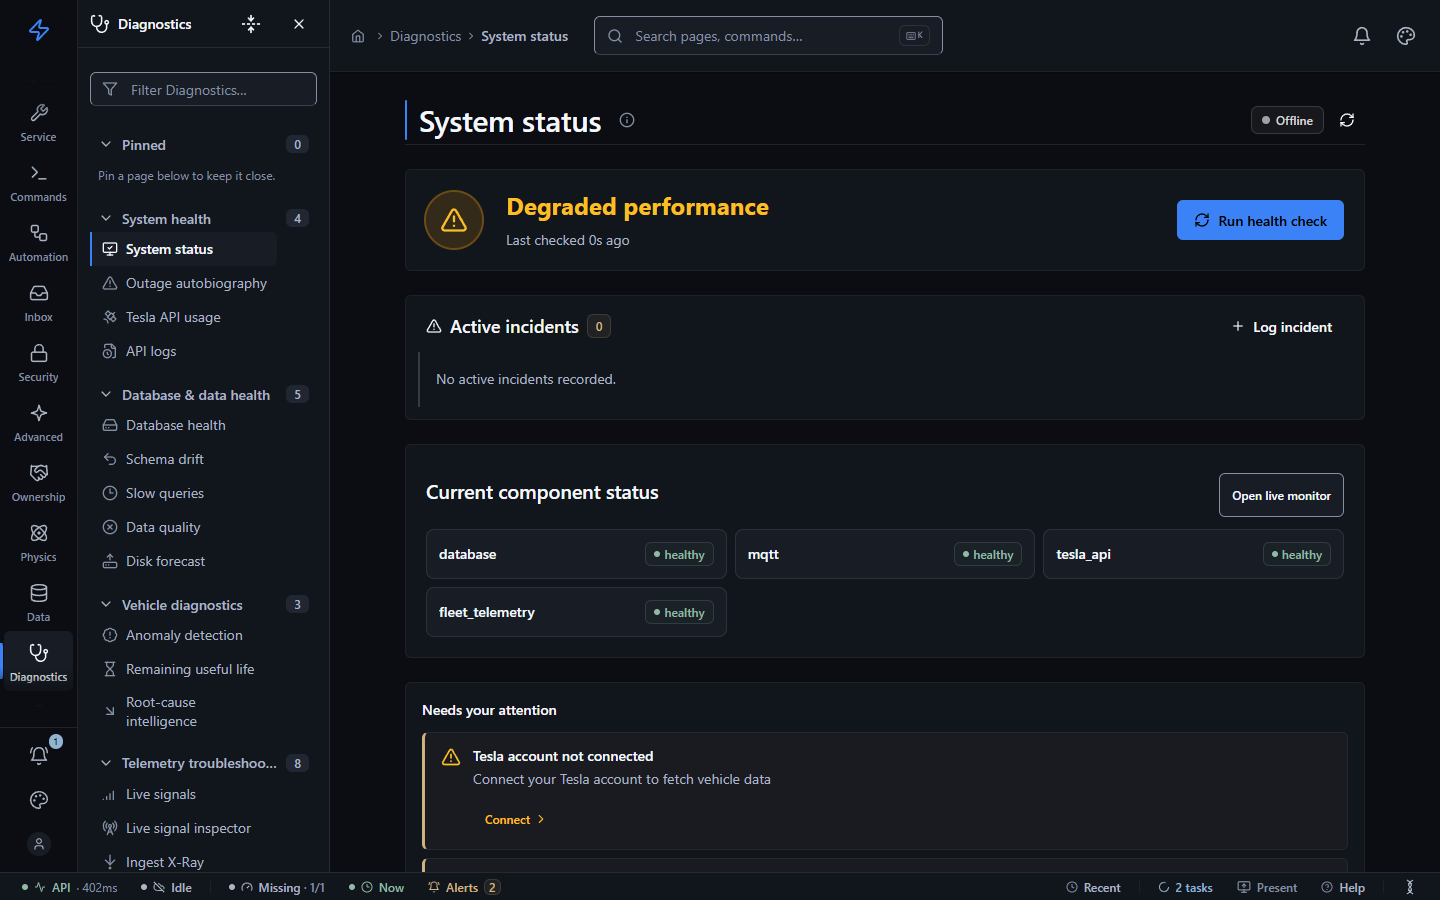 Diagnostics
Diagnostics
System status
Search pages, commands...
K
Service
Commands
Automation
Inbox
Security
Advanced
Ownership
Physics
Data
Diagnostics
1
Filter Diagnostics...
Pinned
0
Pin a page below to keep it close.
System health
4
System status
Outage autobiography
Tesla API usage
API logs
Database & data health
5
Database health
Schema drift
Slow queries
Data quality
Disk forecast
Vehicle diagnostics
3
Anomaly detection
Remaining useful life
Root-cause
intelligence
Telemetry troubleshoo...
8
Live signals
Live signal inspector
Ingest X-Ray
System status
Offline
Degraded performance
Last checked 0s ago
Run health check
Active incidents
0
Log incident
No active incidents recorded.
Current component status
Open live monitor
database
healthy
mqtt
healthy
tesla_api
healthy
fleet_telemetry
healthy
Needs your attention
Tesla account not connected
Connect your Tesla account to fetch vehicle data
Connect
API · 402ms
Idle
Missing · 1/1
Now
Alerts 2
Recent
2 tasks
Present
Help